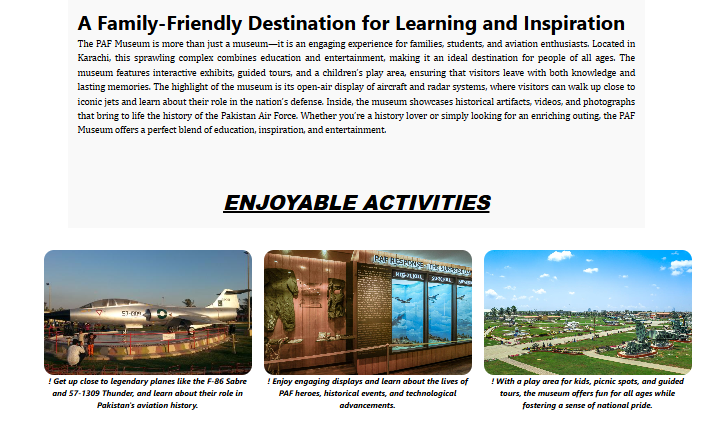 A Family-Friendly Destination for Learning and Inspiration
The PAF Museum is more than just a museum—it is an engaging experience for families, students, and aviation enthusiasts. Located in
Karachi, this sprawling complex combines education and entertainment, making it an ideal destination for people of all ages. The
museum features interactive exhibits, guided tours, and a children's play area, ensuring that visitors leave with both knowledge and
lasting memories. The highlight of the museum is its open-air display of aircraft and radar systems, where visitors can walk up close to
iconic jets and learn about their role in the nation's defense. Inside, the museum showcases historical artifacts, videos, and photographs
that bring to life the history of the Pakistan Air Force. Whether you're a history lover or simply looking for an enriching outing, the PAF
Museum offers a perfect blend of education, inspiration, and entertainment.
ENJOYABLE ACTIVITIES
PAF RESPONSE - THE
! Get up close to legendary planes like the F-86 Sabre
and 57-1309 Thunder, and learn about their role in
Pakistan's aviation history.
! Enjoy engaging displays and learn about the lives of
PAF heroes, historical events, and technological
advancements.
! With a play area for kids, picnic spots, and guided
tours, the museum offers fun for all ages while
fostering a sense of national pride.